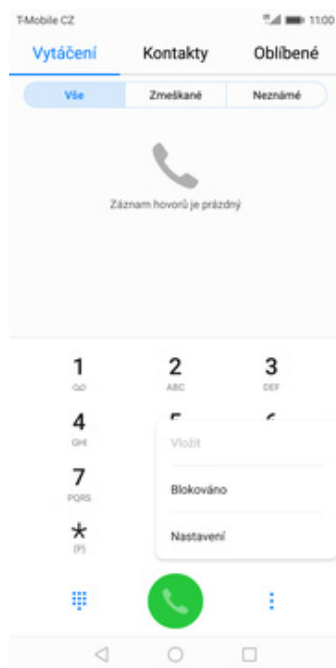 T-Mobile CZ 11:00
Vytáčení Kontakty Oblíbené
Vše Zmeškané Neznámé
Záznam hovorů je prázdný
1 2 3
ABC DEF
4
GHI
Vložit
7
PQRS
Blokováno
*
(P)
Nastavení